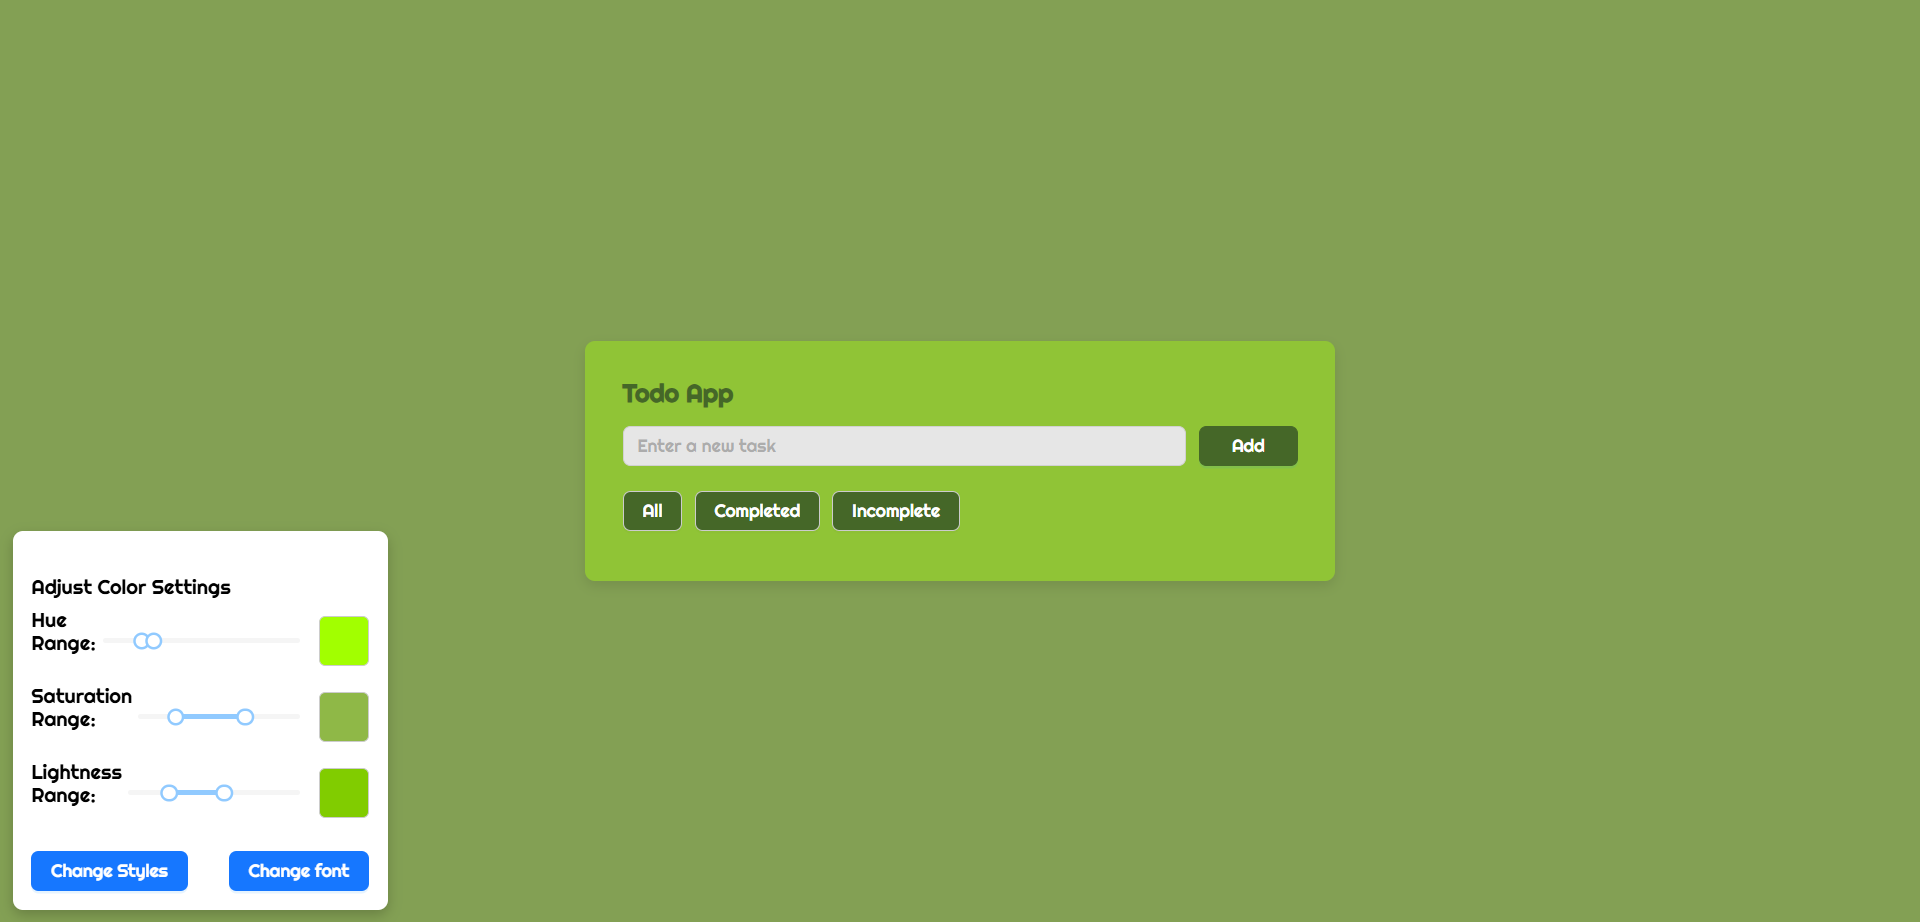 Todo App
Enter a new task
Add
All
Completed
Incomplete
Adjust Color Settings
Hue
Range:
Saturation
Range:
Lightness
Range:
Change Styles
Change font